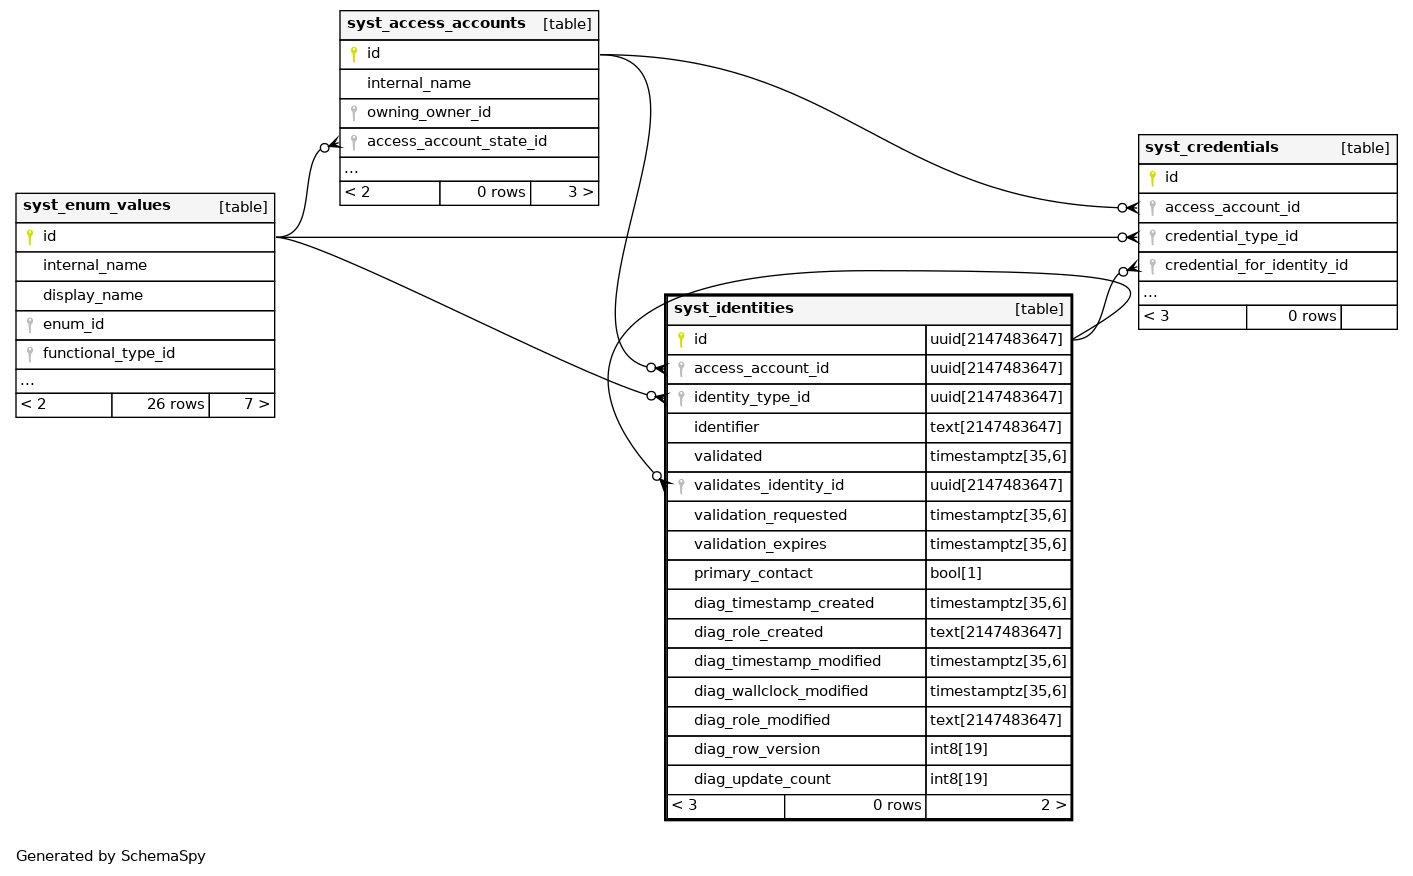 syst_access_accounts [table]
id
internal_name
owning_owner_id
access_account_state_id
...
< 2 0 rows 3 >
syst_enum_values [table]
id
internal_name
display_name
enum_id
functional_type_id
...
< 2 26 rows 7 >
syst_credentials [table]
id
access_account_id
credential_type_id
credential_for_identity_id
...
< 3 0 rows
syst_identities [table]
id uuid[2147483647]
access_account_id uuid[2147483647]
identity_type_id uuid[2147483647]
identifier text[2147483647]
validated timestamptz[35,6]
validates_identity_id uuid[2147483647]
validation_requested timestamptz[35,6]
validation_expires timestamptz[35,6]
primary_contact bool[1]
diag_timestamp_created timestamptz[35,6]
diag_role_created text[2147483647]
diag_timestamp_modified timestamptz[35,6]
diag_wallclock_modified timestamptz[35,6]
diag_role_modified text[2147483647]
diag_row_version int8[19]
diag_update_count int8[19]
< 3 0 rows 2 >
Generated by SchemaSpy